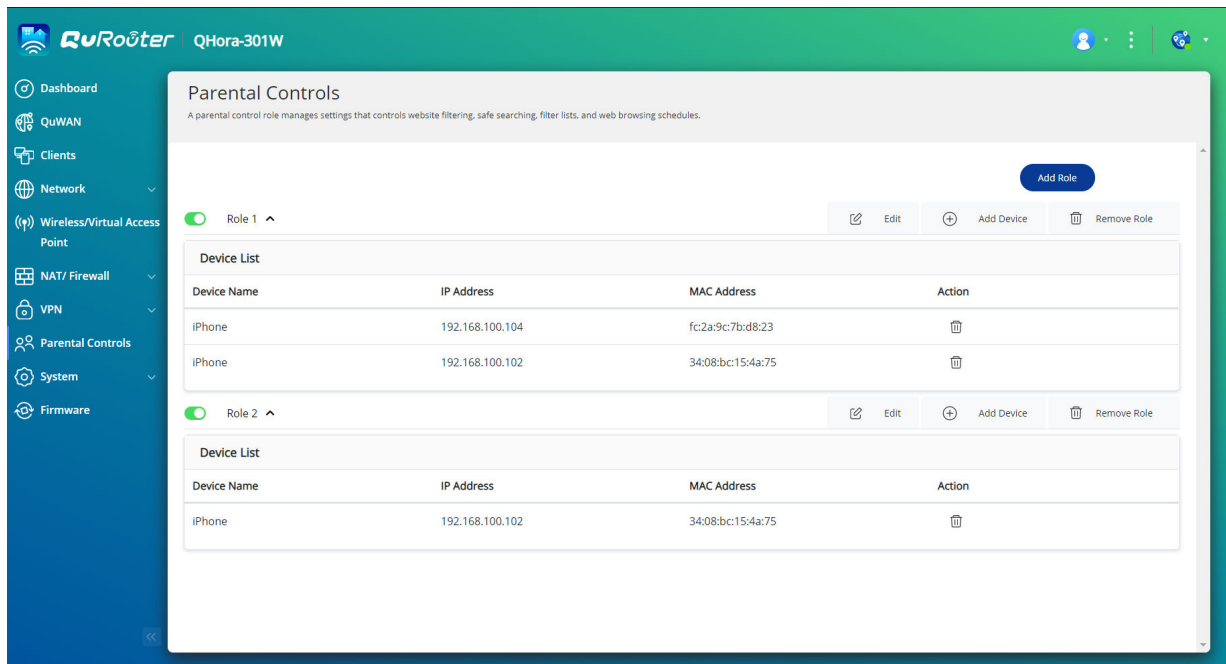 QuRouter QHora-301W
Dashboard
QuWAN
Clients
Network
Wireless/Virtual Access
Point
NAT/ Firewall
VPN
Parental Controls
System
Firmware
Parental Controls
A parental control role manages settings that controls website filtering, safe searching, filter lists, and web browsing schedules.
Add Role
Role 1 Edit Add Device Remove Role
Device List
Device Name IP Address MAC Address Action
iPhone 192.168.100.104 fc:2a:9c:7b:d8:23
iPhone 192.168.100.102 34:08:bc:15:4a:75
Role 2 Edit Add Device Remove Role
Device List
Device Name IP Address MAC Address Action
iPhone 192.168.100.102 34:08:bc:15:4a:75